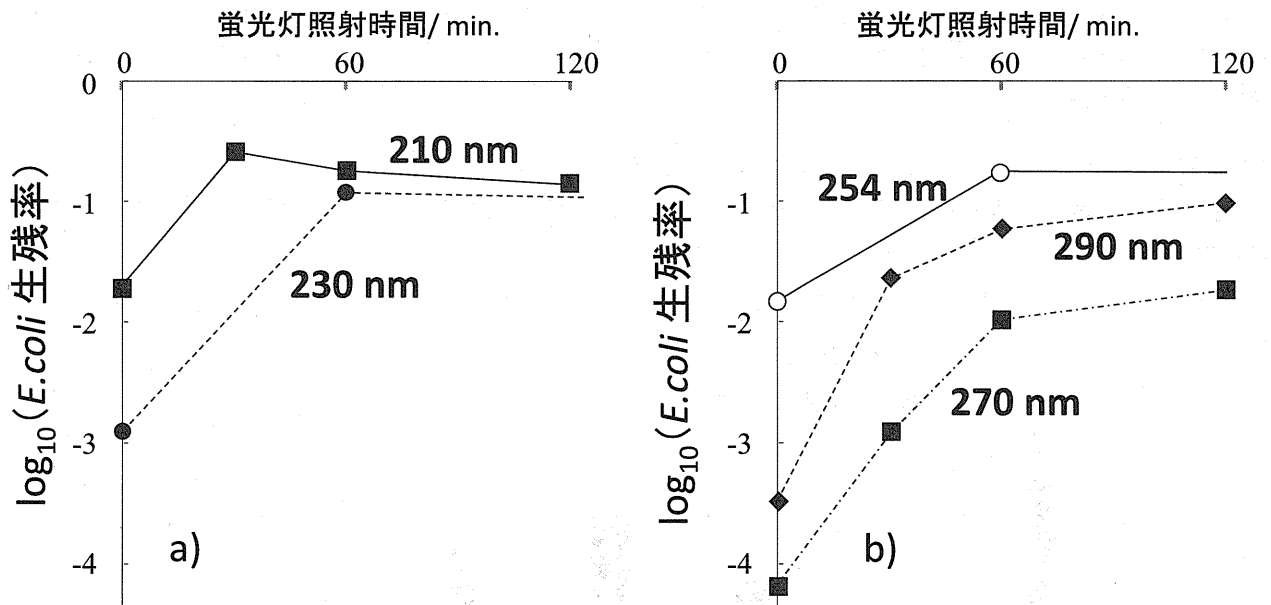 蛍光灯照射時間/ min.
0 60 120
0
-1
-2
-3
-4
log10(E.coli 生残率)
210 nm
230 nm
a)
蛍光灯照射時間/ min.
0 60 120
-1
-2
-3
-4
log10(E.coli 生残率)
254 nm
290 nm
270 nm
b)